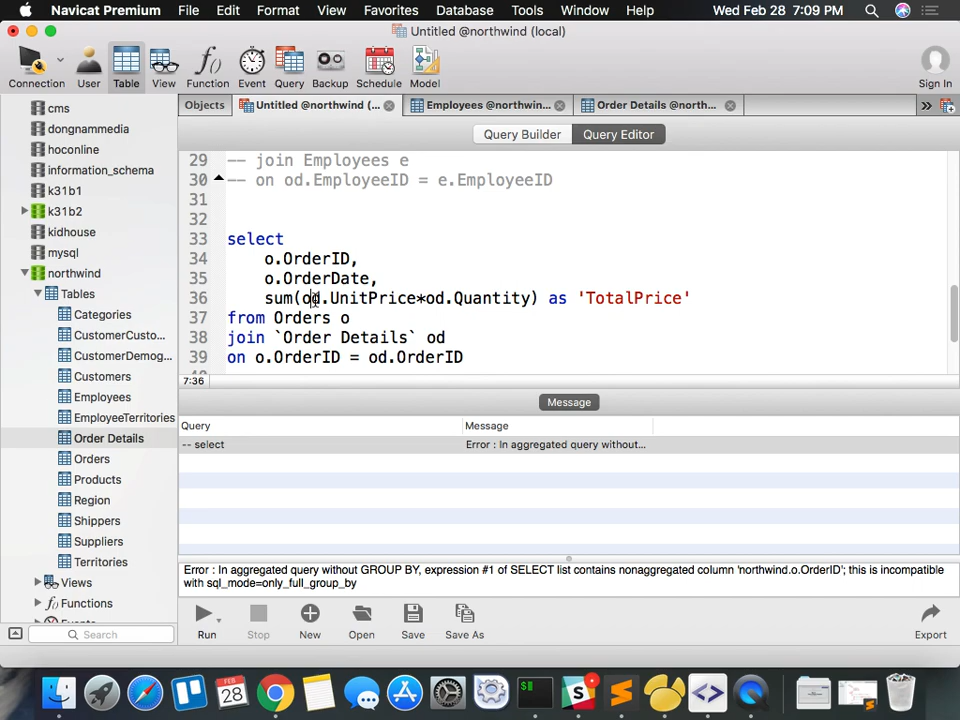 Navicat Premium File Edit Format View Favorites Database Tools Window Help Wed Feb 28 7:09 PM
Untitled @northwind (local)
Connection User Table View Function Event Query Backup Schedule Model Sign In
Objects Untitled @northwind (... Employees @northwin... Order Details @north...
Query Builder Query Editor
cms
dongnammedia
hoconline
information_schema
k31b1
k31b2
kidhouse
mysql
northwind
Tables
Categories
CustomerCusto...
CustomerDemog...
Customers
Employees
EmployeeTerritories
Order Details
Orders
Products
Region
Shippers
Suppliers
Territories
Views
Functions
Search
29 -- join Employees e
30 -- on od.EmployeeID = e.EmployeeID
31
32
33 select
34 o.OrderID,
35 o.OrderDate,
36 sum(od.UnitPrice*od.Quantity) as 'TotalPrice'
37 from Orders o
38 join `Order Details` od
39 on o.OrderID = od.OrderID
7:36
Message
Query Message
-- select Error : In aggregated query without...
Error : In aggregated query without GROUP BY, expression #1 of SELECT list contains nonaggregated column 'northwind.o.OrderID'; this is incompatible
with sql_mode=only_full_group_by
Run Stop New Open Save Save As Export
FEB
28